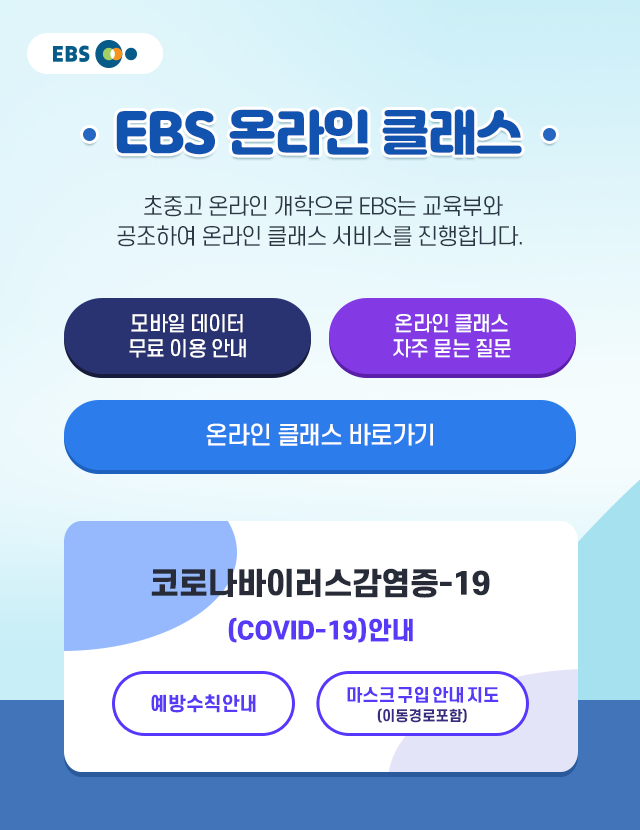 EBS
EBS 온라인 클래스
초중고 온라인 개학으로 EBS는 교육부와
공조하여 온라인 클래스 서비스를 진행합니다.
모바일 데이터
무료 이용 안내
온라인 클래스
자주 묻는 질문
온라인 클래스 바로가기
코로나바이러스감염증-19
(COVID-19)안내
예방수칙안내
마스크 구입 안내 지도
(이동경로포함)